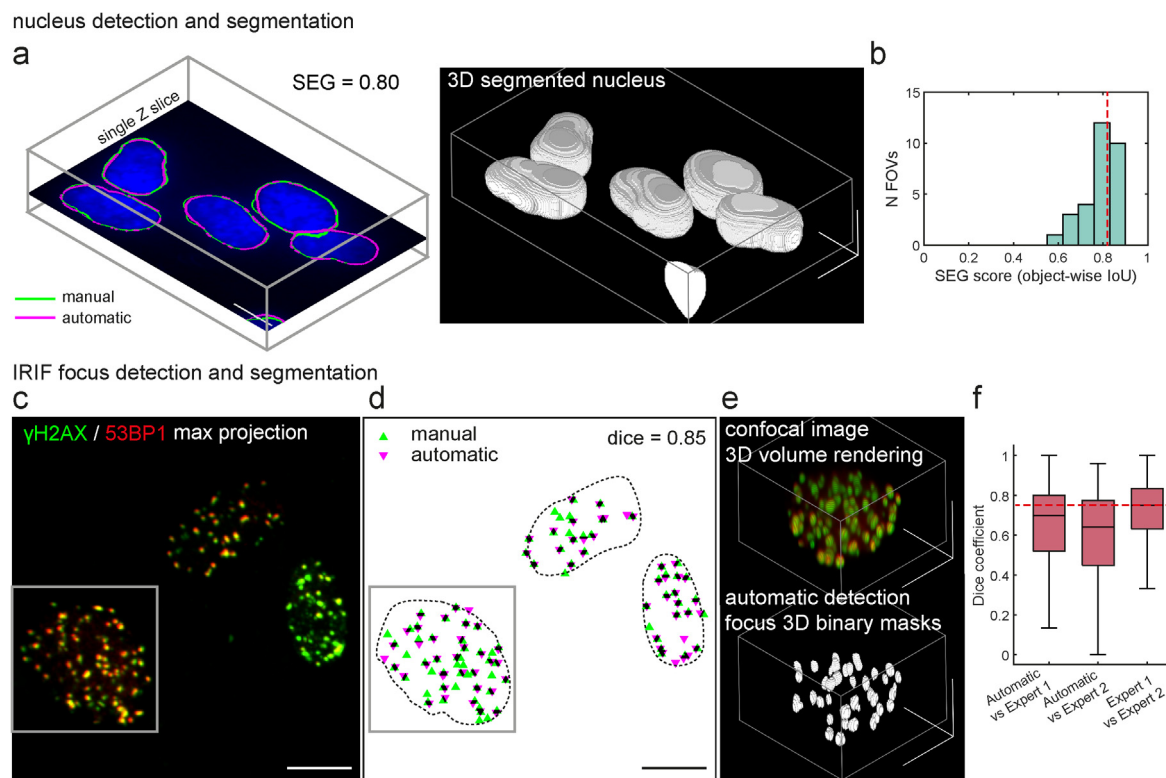 nucleus detection and segmentation
a
SEG = 0.80
single Z slice
manual
automatic
3D segmented nucleus
b
15
10
5
0
N FOVs
0 0.2 0.4 0.6 0.8 1
SEG score (object-wise IoU)
IRIF focus detection and segmentation
c
γH2AX / 53BP1 max projection
d
manual
automatic
dice = 0.85
e
confocal image
3D volume rendering
automatic detection
focus 3D binary masks
f
1
0.8
0.6
0.4
0.2
0
Dice coefficient
Automatic
vs Expert 1
Automatic
vs Expert 2
Expert 1
vs Expert 2